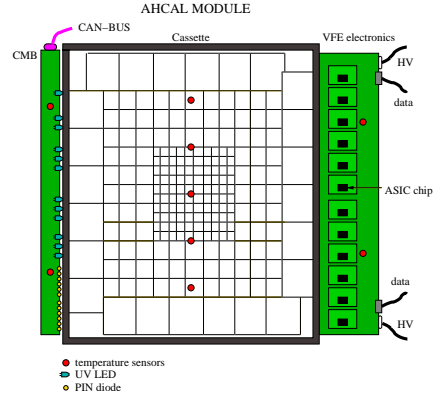 AHCAL MODULE
CAN−BUS
Cassette
VFE electronics
CMB
HV
data
ASIC chip
data
HV
temperature sensors
UV LED
PIN diode